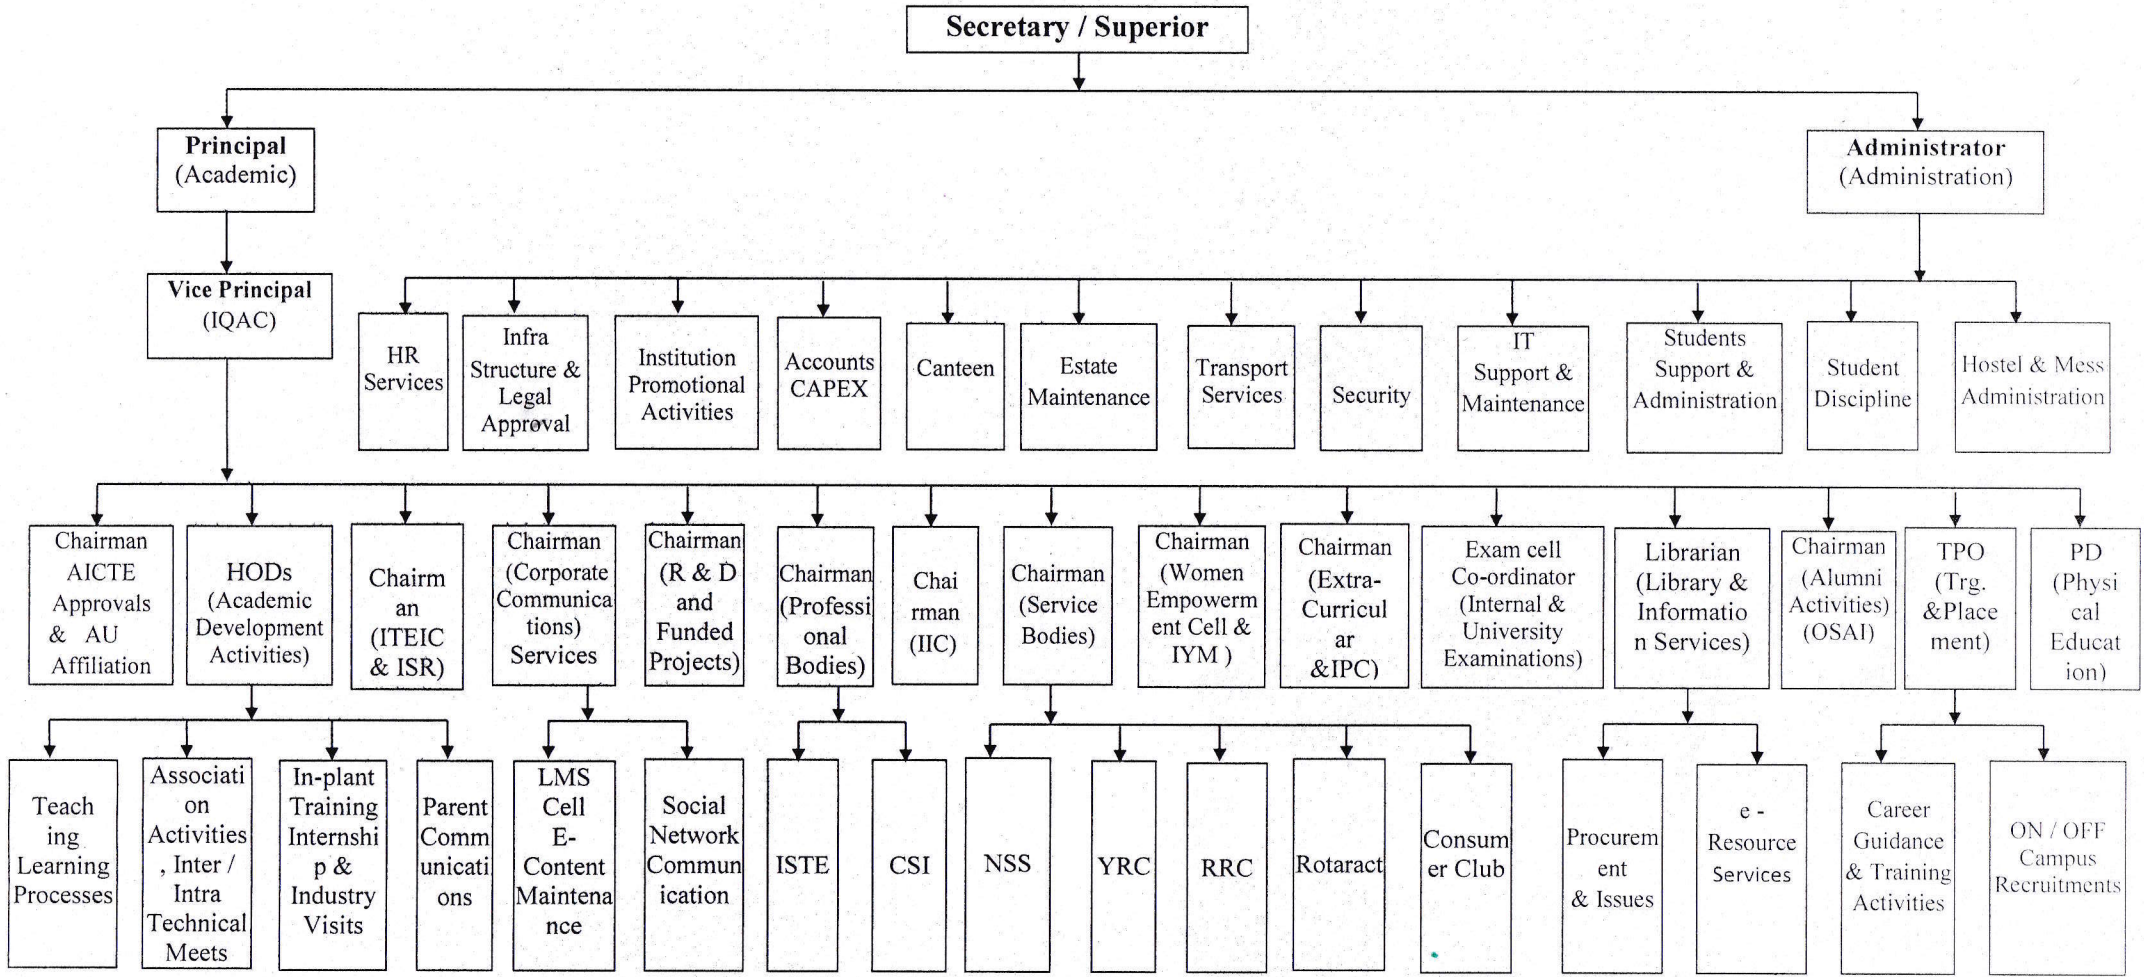 Secretary / Superior
Principal
(Academic)
Administrator
(Administration)
Vice Principal
(IQAC)
HR
Services
Infra
Structure &
Legal
Approval
Institution
Promotional
Activities
Accounts
CAPEX
Canteen
Estate
Maintenance
Transport
Services
Security
IT
Support &
Maintenance
Students
Support &
Administration
Student
Discipline
Hostel & Mess
Administration
Chairman
AICTE
Approvals
& AU
Affiliation
HODs
(Academic
Development
Activities)
Chairm
an
(ITEIC
& ISR)
Chairman
(Corporate
Communica
tions)
Services
Chairman
(R & D
and
Funded
Projects)
Chairman
(Professi
onal
Bodies)
Chai
rman
(IIC)
Chairman
(Service
Bodies)
Chairman
(Women
Empowerm
ent Cell &
IYM )
Chairman
(Extra-
Curricul
ar
&IPC)
Exam cell
Co-ordinator
(Internal &
University
Examinations)
Librarian
(Library &
Informatio
n Services)
Chairman
(Alumni
Activities)
(OSAI)
TPO
(Trg.
&Place
ment)
PD
(Physi
cal
Educat
ion)
Teach
ing
Learning
Processes
Associati
on
Activities
, Inter /
Intra
Technical
Meets
In-plant
Training
Internshi
p &
Industry
Visits
Parent
Comm
unicati
ons
LMS
Cell
E-
Content
Maintena
nce
Social
Network
Commun
ication
ISTE
CSI
NSS
YRC
RRC
Rotaract
Consum
er Club
Procurem
ent
& Issues
e -
Resource
Services
Career
Guidance
& Training
Activities
ON / OFF
Campus
Recruitments